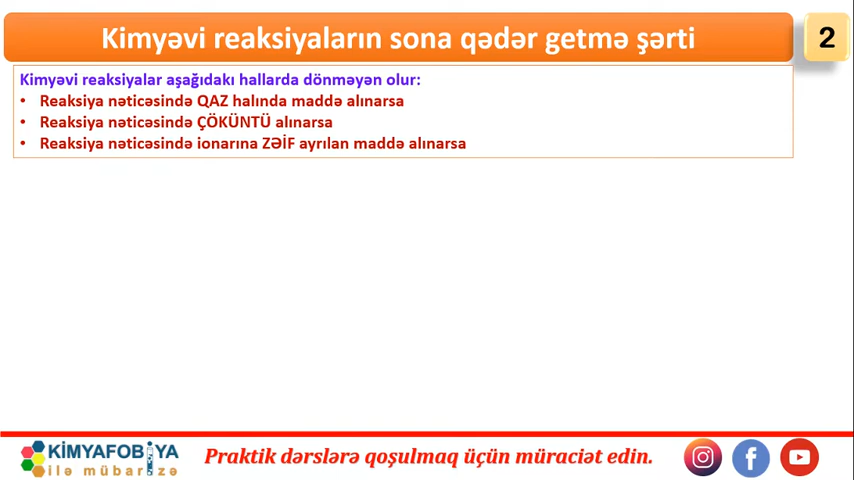 Kimyəvi reaksiyaların sona qədər getmə şərti
2
Kimyəvi reaksiyalar aşağıdakı hallarda dönməyən olur:
• Reaksiya nəticəsində QAZ halında maddə alınarsa
• Reaksiya nəticəsində ÇÖKÜNTÜ alınarsa
• Reaksiya nəticəsində ionarına ZƏİF ayrılan maddə alınarsa
KİMYAFOBİYA
ilə mübarizə
Praktik dərslərə qoşulmaq üçün müraciət edin.